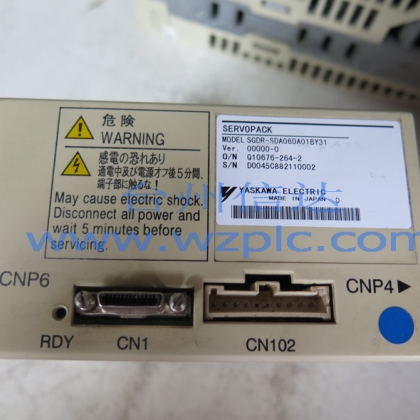 危険
WARNING
感電の恐れあり
通電中及び電源オフ後5分間、
端子部に触るな!
May cause electric shock.
Disconnect all power and
wait 5 minutes before
servicing.
SERVOPACK
MODEL SGDR-SDA060A01BY31
Ver. 00000-0
O/N Q10676-264-2
S/N D0045C882110002
YASKAWA ELECTRIC
MADE IN JAPAN D
www.wzplc.com
CNP6
CNP4
RDY
CN1
CN102